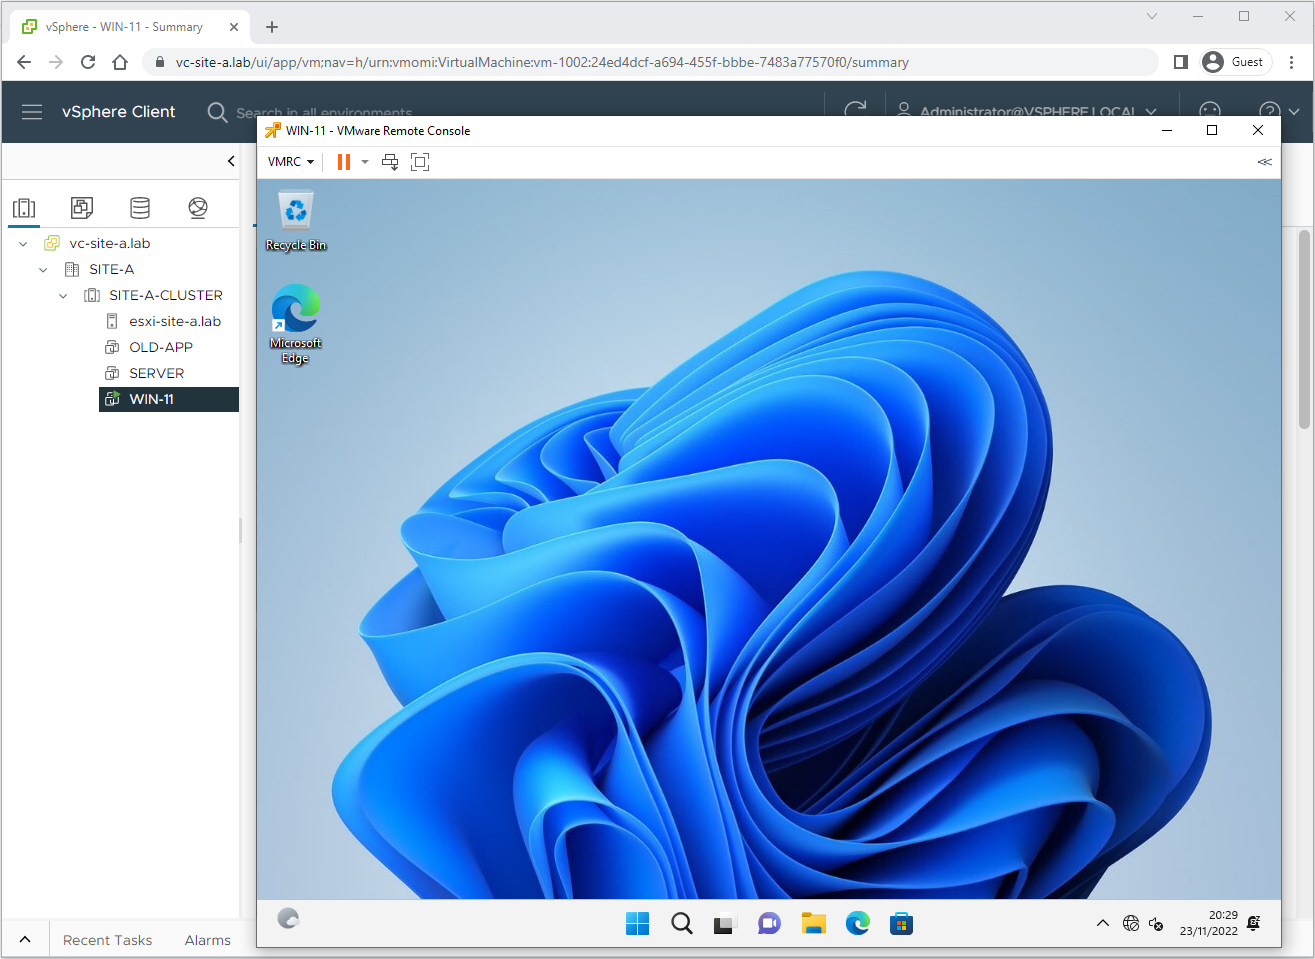 vSphere - WIN-11 - Summary
vc-site-a.lab/ui/app/vm;nav=h/urn:vmomi:VirtualMachine:vm-1002:24ed4dcf-a694-455f-bbbe-7483a77570f0/summary
Guest
vSphere Client
Search in all environments
Administrator@VSPHERE.LOCAL
WIN-11 - VMware Remote Console
VMRC
vc-site-a.lab
SITE-A
SITE-A-CLUSTER
esxi-site-a.lab
OLD-APP
SERVER
WIN-11
Recycle Bin
Microsoft
Edge
20:29
23/11/2022
Recent Tasks
Alarms